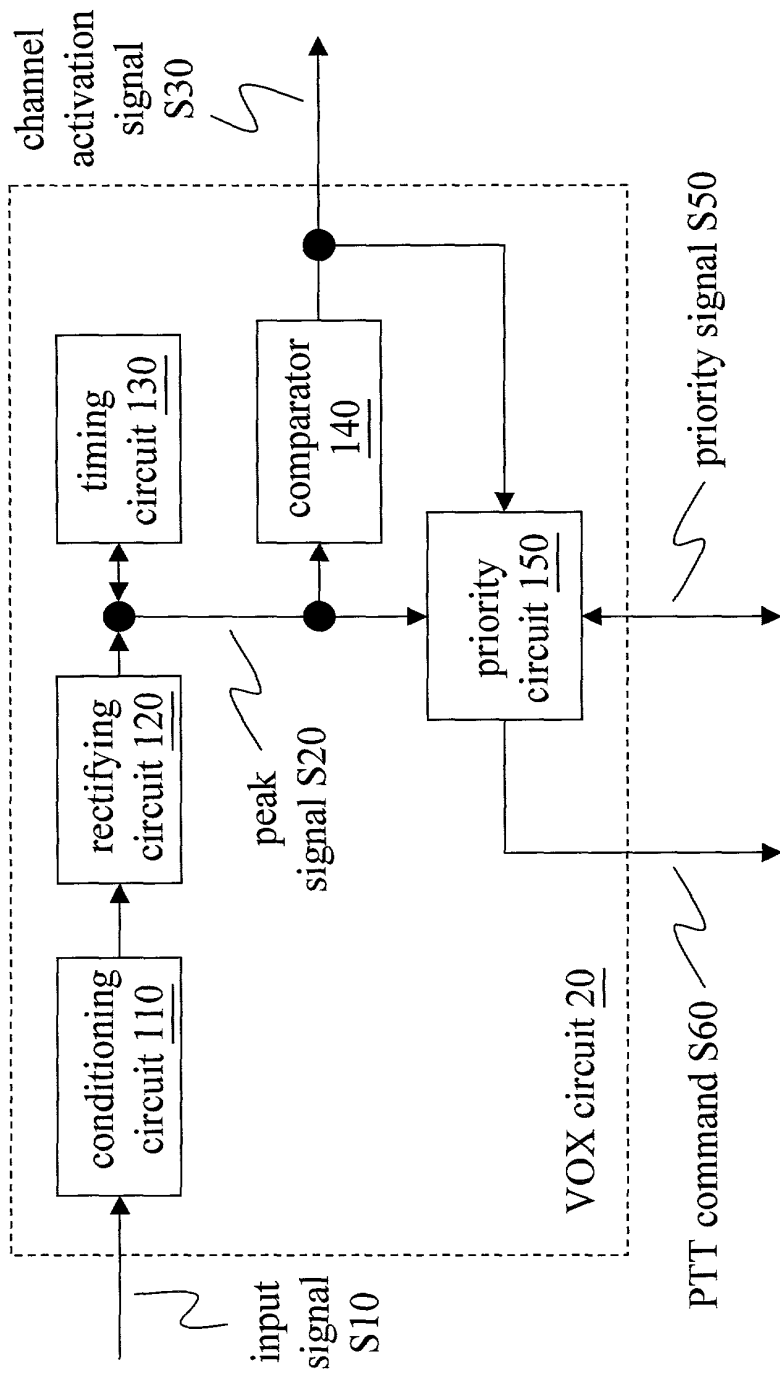 input
signal
S10
conditioning
circuit 110
rectifying
circuit 120
timing
circuit 130
channel
activation
signal
S30
peak
signal S20
comparator
140
priority
circuit 150
VOX circuit 20
PTT command S60
priority signal S50